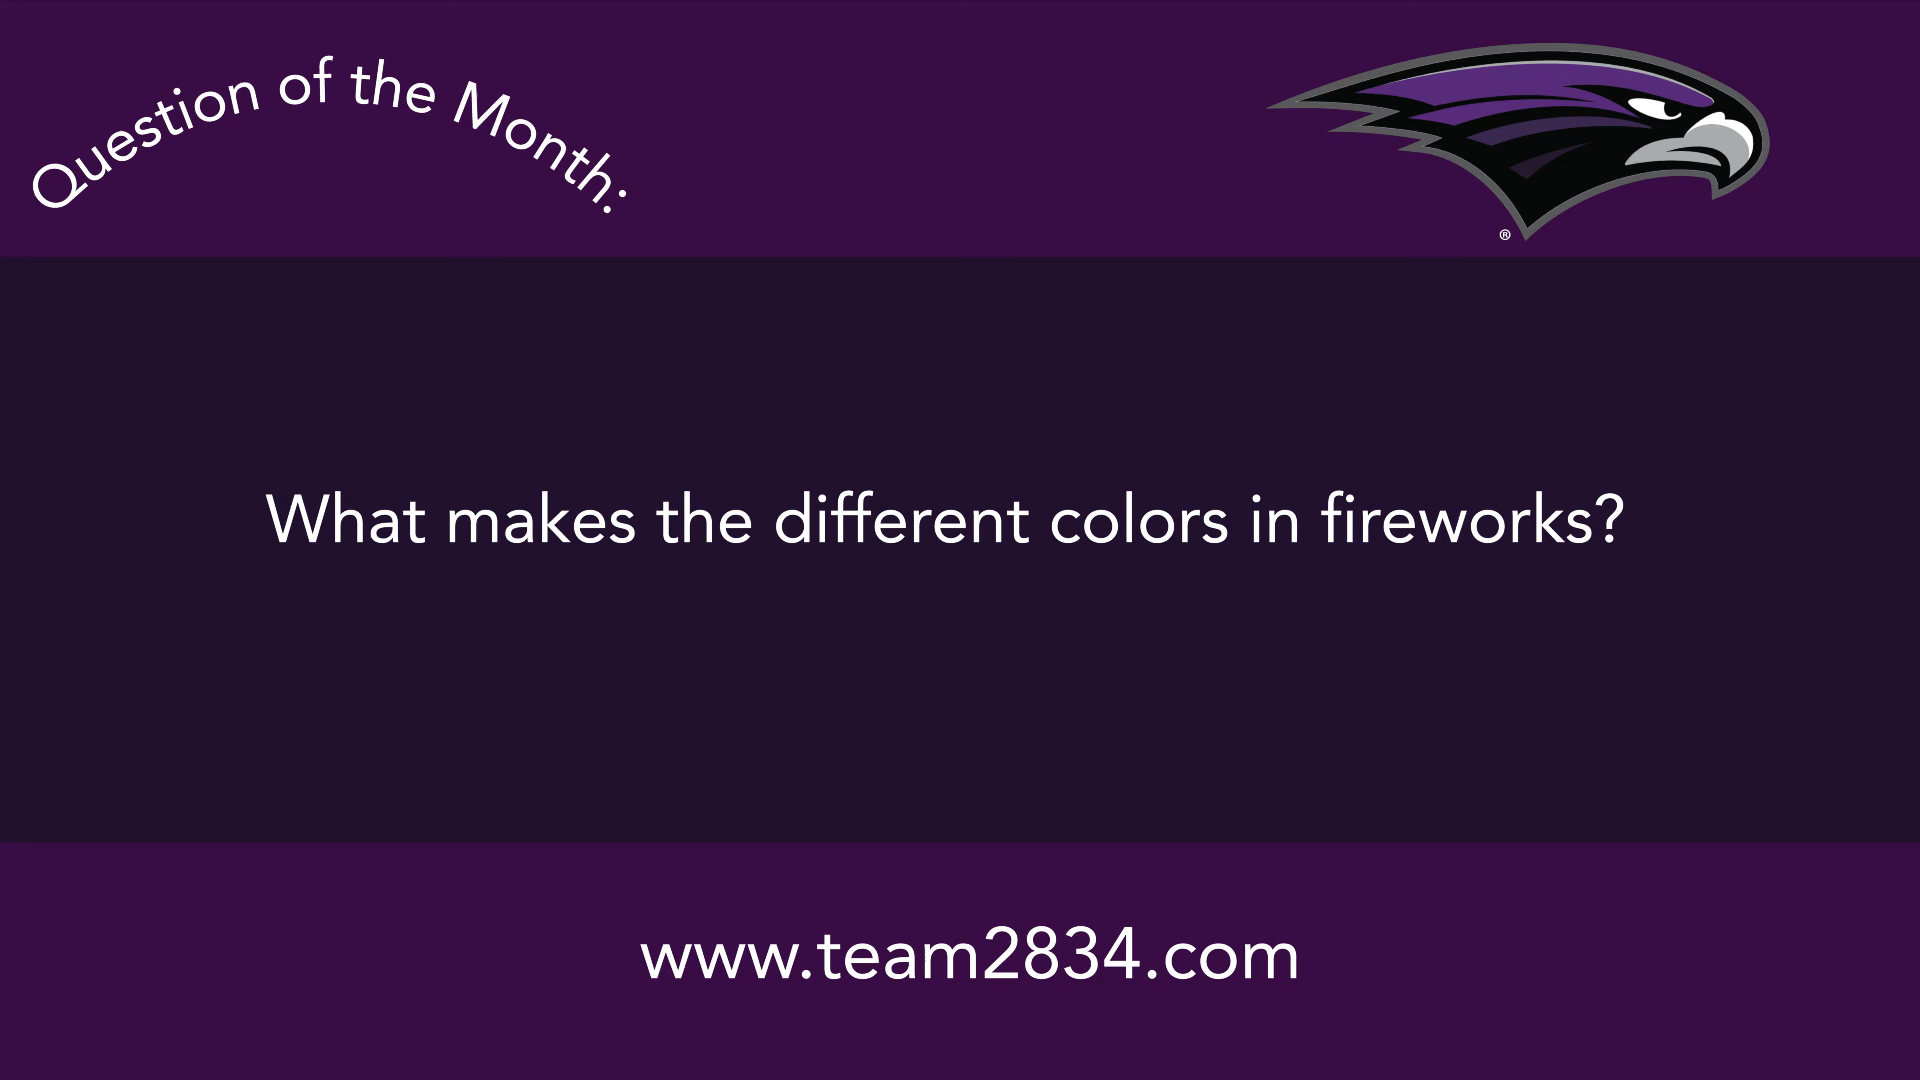 Question of the Month:
®
What makes the different colors in fireworks?
www.team2834.com